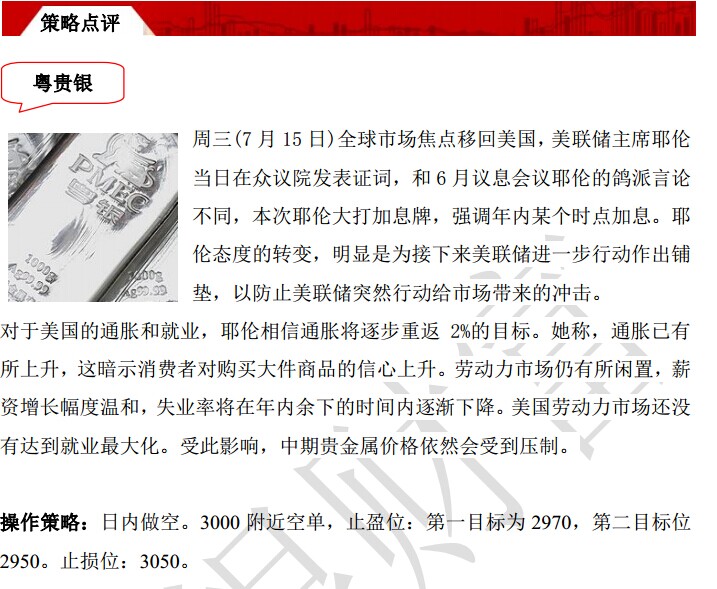 策略点评
粤贵银
周三(7月15日)全球市场焦点移回美国，美联储主席耶伦
当日在众议院发表证词，和6月议息会议耶伦的鸽派言论
不同，本次耶伦大打加息牌，强调年内某个时点加息。耶
伦态度的转变，明显是为接下来美联储进一步行动作出铺
垫，以防止美联储突然行动给市场带来的冲击。
PMEC
粤银
1000g
Ag99.99
1000g
Ag99.99
对于美国的通胀和就业，耶伦相信通胀将逐步重返 2%的目标。她称，通胀已有
所上升，这暗示消费者对购买大件商品的信心上升。劳动力市场仍有所闲置，薪
资增长幅度温和，失业率将在年内余下的时间内逐渐下降。美国劳动力市场还没
有达到就业最大化。受此影响，中期贵金属价格依然会受到压制。
操作策略：日内做空。3000 附近空单，止盈位：第一目标为 2970，第二目标位
2950。止损位：3050。